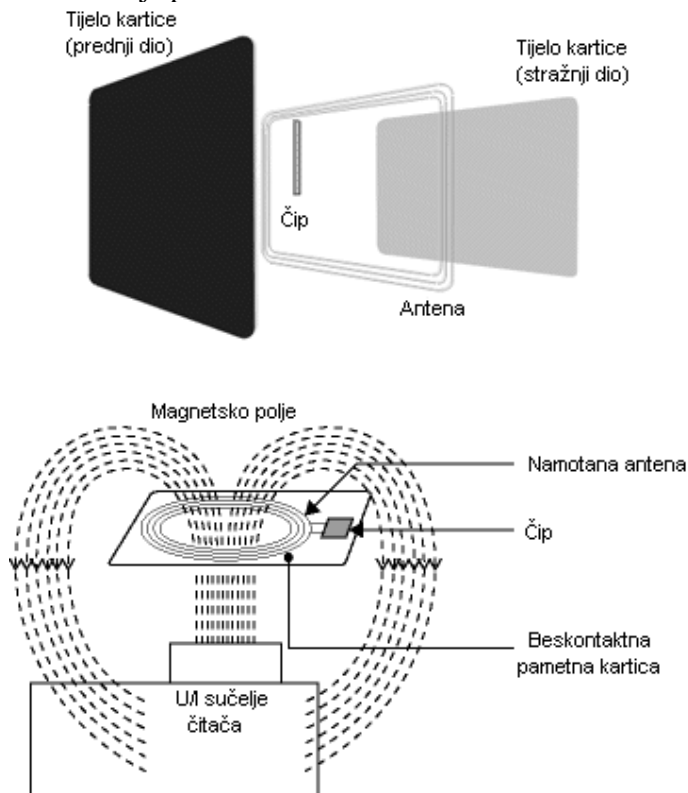 Tijelo kartice
(prednji dio)
Tijelo kartice
(stražnji dio)
Čip
Antena
Magnetsko polje
Namotana antena
Čip
Beskontaktna
pametna kartica
U/I sučelje
čitača